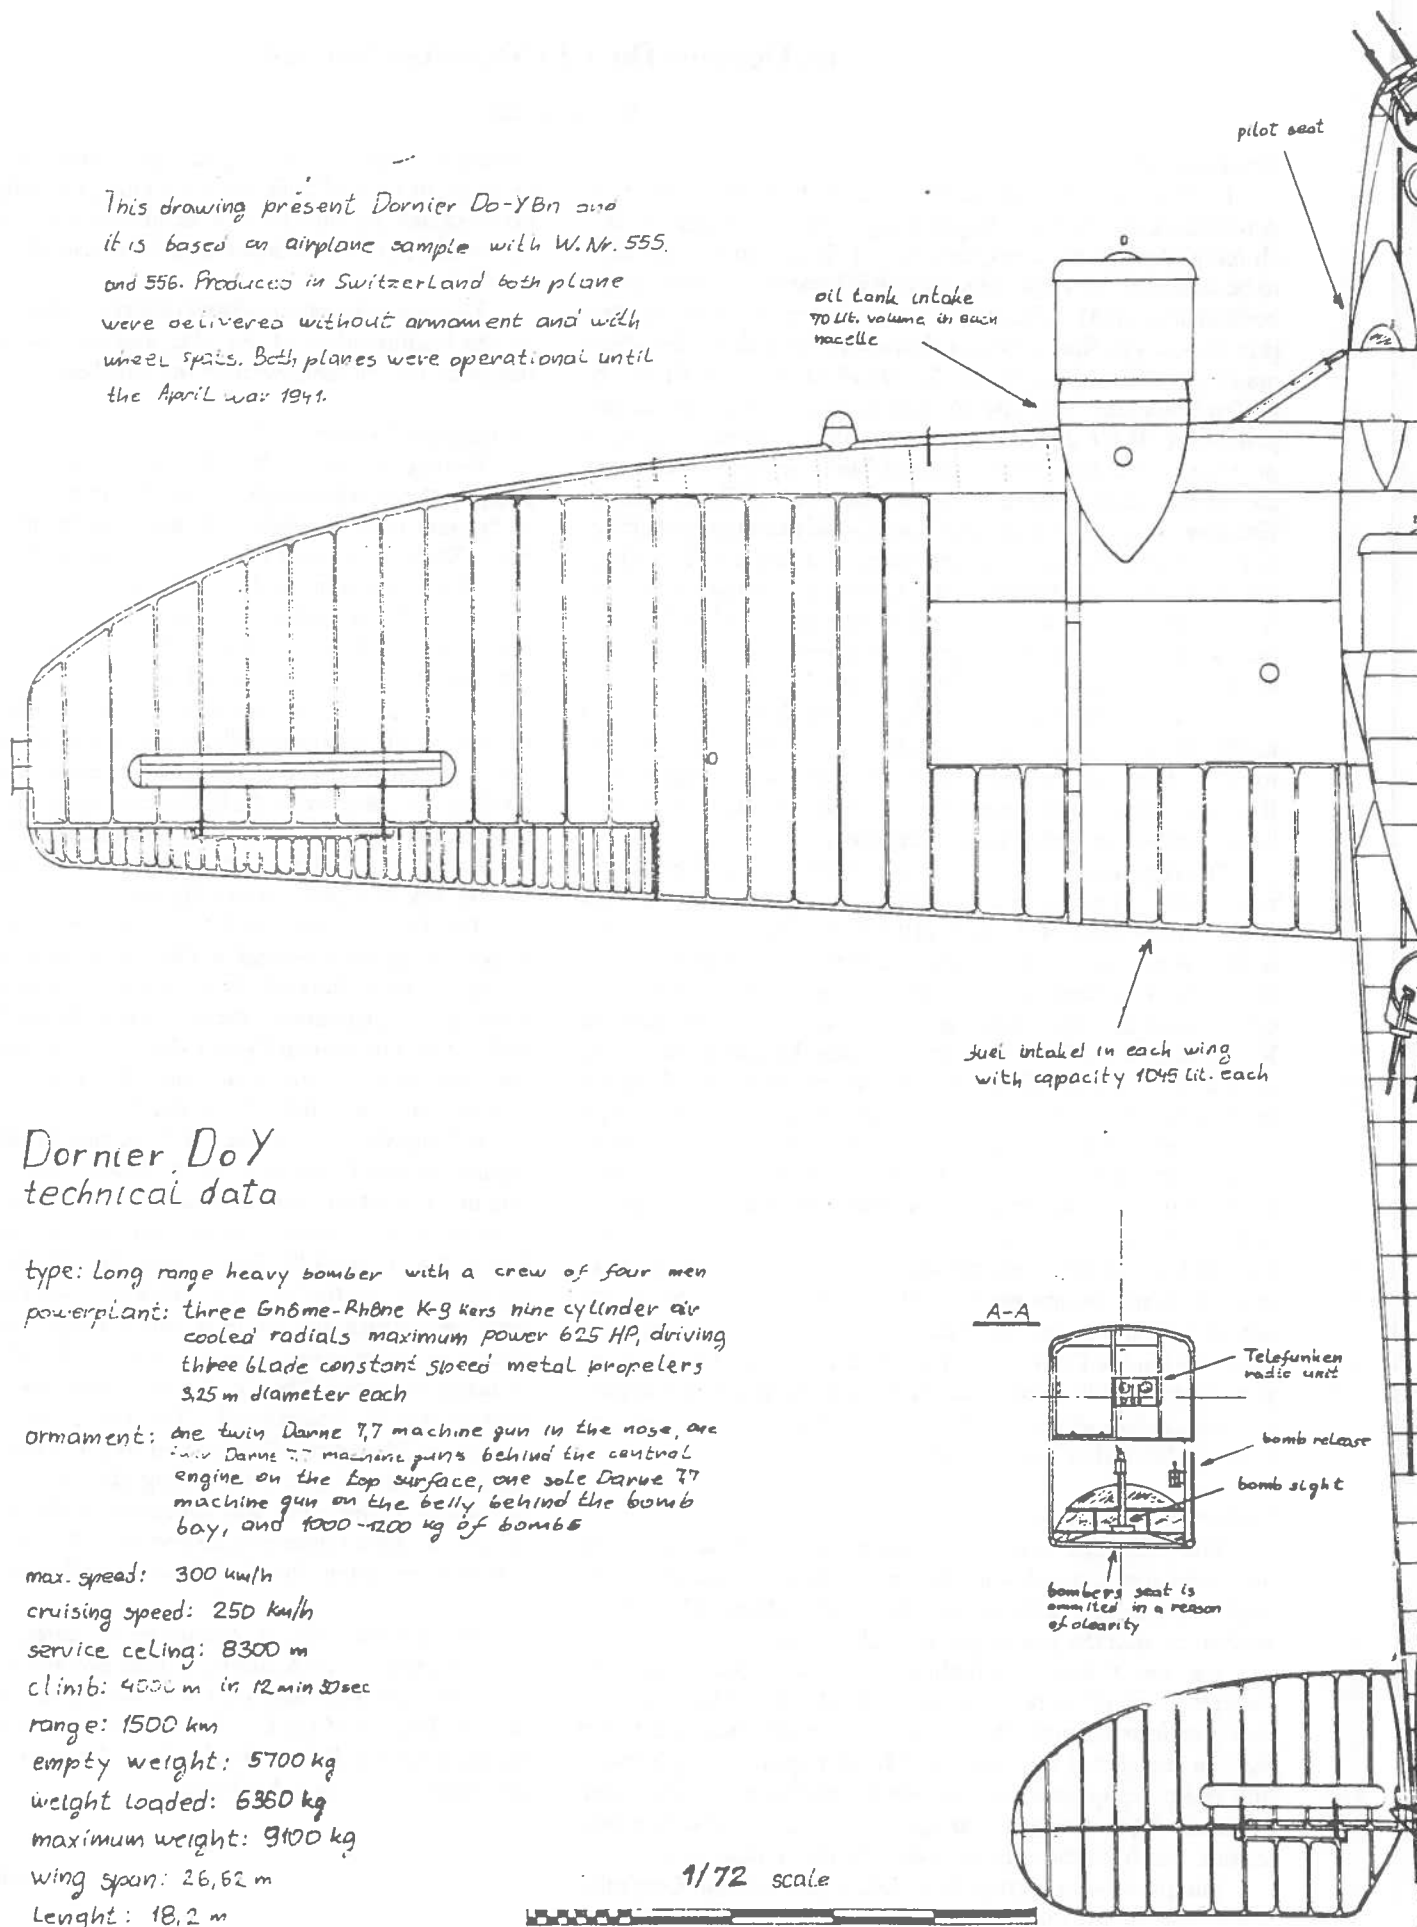 This drawing present Dornier Do-YBn and
it is based on airplane sample with W.Nr. 555.
and 556. Produced in Switzerland both plane
were delivered without armament and with
wheel spats. Both planes were operational until
the April war 1941.
pilot seat
oil tank intake
70 Lit. volume in each
nacelle
fuel intakel in each wing
with capacity 1045 Lit. each
Dornier DoY
technical data
type: Long range heavy bomber with a crew of four men
powerplant: three Gnôme-Rhône K-9 kers nine cylinder air
cooled radials maximum power 625 HP, driving
three blade constant speed metal propelers
3,25 m diameter each
ormament: one twin Darne 7,7 machine gun in the nose, one
Darne 7,7 machine guns behind the central
engine on the top surface, one sole Darne 7,7
machine gun on the belly behind the bomb
bay, and 1000-1200 kg of bombs
max. speed: 300 km/h
cruising speed: 250 km/h
service celing: 8300 m
climb: 4000 m in 12 min 30 sec
range: 1500 km
empty weight: 5700 kg
weight loaded: 6360 kg
maximum weight: 9100 kg
wing span: 26,62 m
Lenght: 18,2 m
A-A
Telefunken
radio unit
bomb release
bomb sight
bombers seat is
ommited in a reason
of clearity
1/72 scale